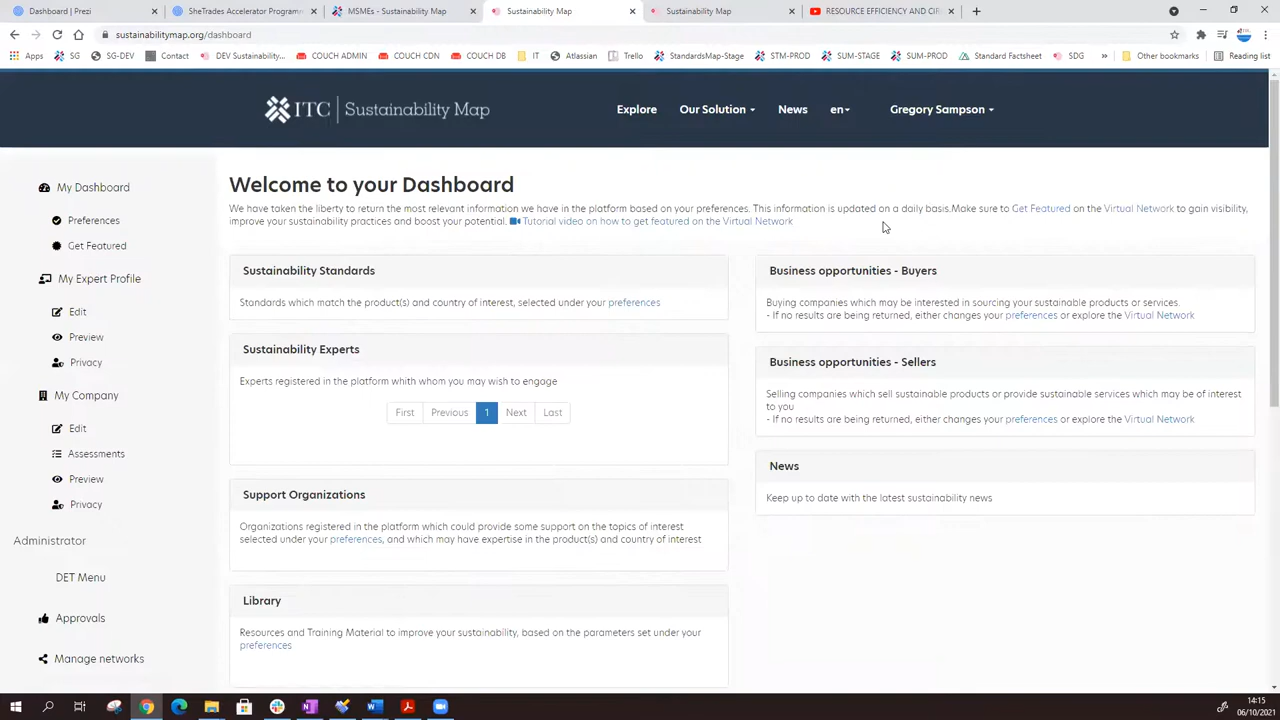 Dashboard | Prezi
SheTrades Accelerator Programm
MSMEs - Sustainability Map
Sustainability Map
Sustainability Map
RESOURCE EFFICIENCY AND CIR
sustainabilitymap.org/dashboard
Apps
SG
SG-DEV
Contact
DEV Sustainability...
COUCH ADMIN
COUCH CDN
COUCH DB
IT
Atlassian
Trello
StandardsMap-Stage
STM-PROD
SUM-STAGE
SUM-PROD
Standard Factsheet
SDG
»
Other bookmarks
Reading list
ITC | Sustainability Map
Explore
Our Solution
News
en
Gregory Sampson
My Dashboard
Preferences
Get Featured
My Expert Profile
Edit
Preview
Privacy
My Company
Edit
Assessments
Preview
Privacy
Administrator
DET Menu
Approvals
Manage networks
Welcome to your Dashboard
We have taken the liberty to return the most relevant information we have in the platform based on your preferences. This information is updated on a daily basis.Make sure to Get Featured on the Virtual Network to gain visibility,
improve your sustainability practices and boost your potential. Tutorial video on how to get featured on the Virtual Network
Sustainability Standards
Standards which match the product(s) and country of interest, selected under your preferences
Sustainability Experts
Experts registered in the platform whith whom you may wish to engage
First Previous 1 Next Last
Support Organizations
Organizations registered in the platform which could provide some support on the topics of interest
selected under your preferences, and which may have expertise in the product(s) and country of interest
Library
Resources and Training Material to improve your sustainability, based on the parameters set under your
preferences
Business opportunities - Buyers
Buying companies which may be interested in sourcing your sustainable products or services.
- If no results are being returned, either changes your preferences or explore the Virtual Network
Business opportunities - Sellers
Selling companies which sell sustainable products or provide sustainable services which may be of interest
to you
- If no results are being returned, either changes your preferences or explore the Virtual Network
News
Keep up to date with the latest sustainability news
14:15
06/10/2021